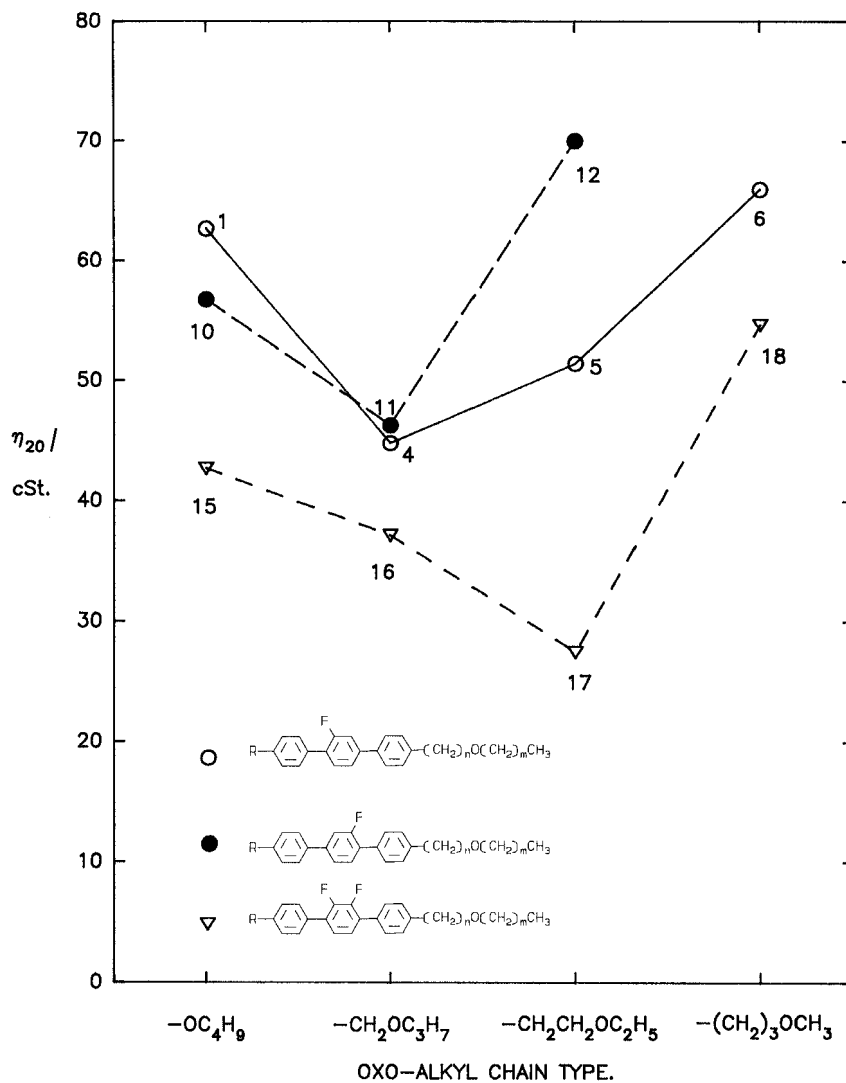 80
70
60
50
40
30
20
10
0
η20/
cSt.
1
10
15
11
4
16
12
5
17
6
18
F
R (CH2)nO(CH2)mCH3
F
R (CH2)nO(CH2)mCH3
F F
R (CH2)nO(CH2)mCH3
-OC4H9 -CH2OC3H7 -CH2CH2OC2H5 -(CH2)3OCH3
OXO-ALKYL CHAIN TYPE.